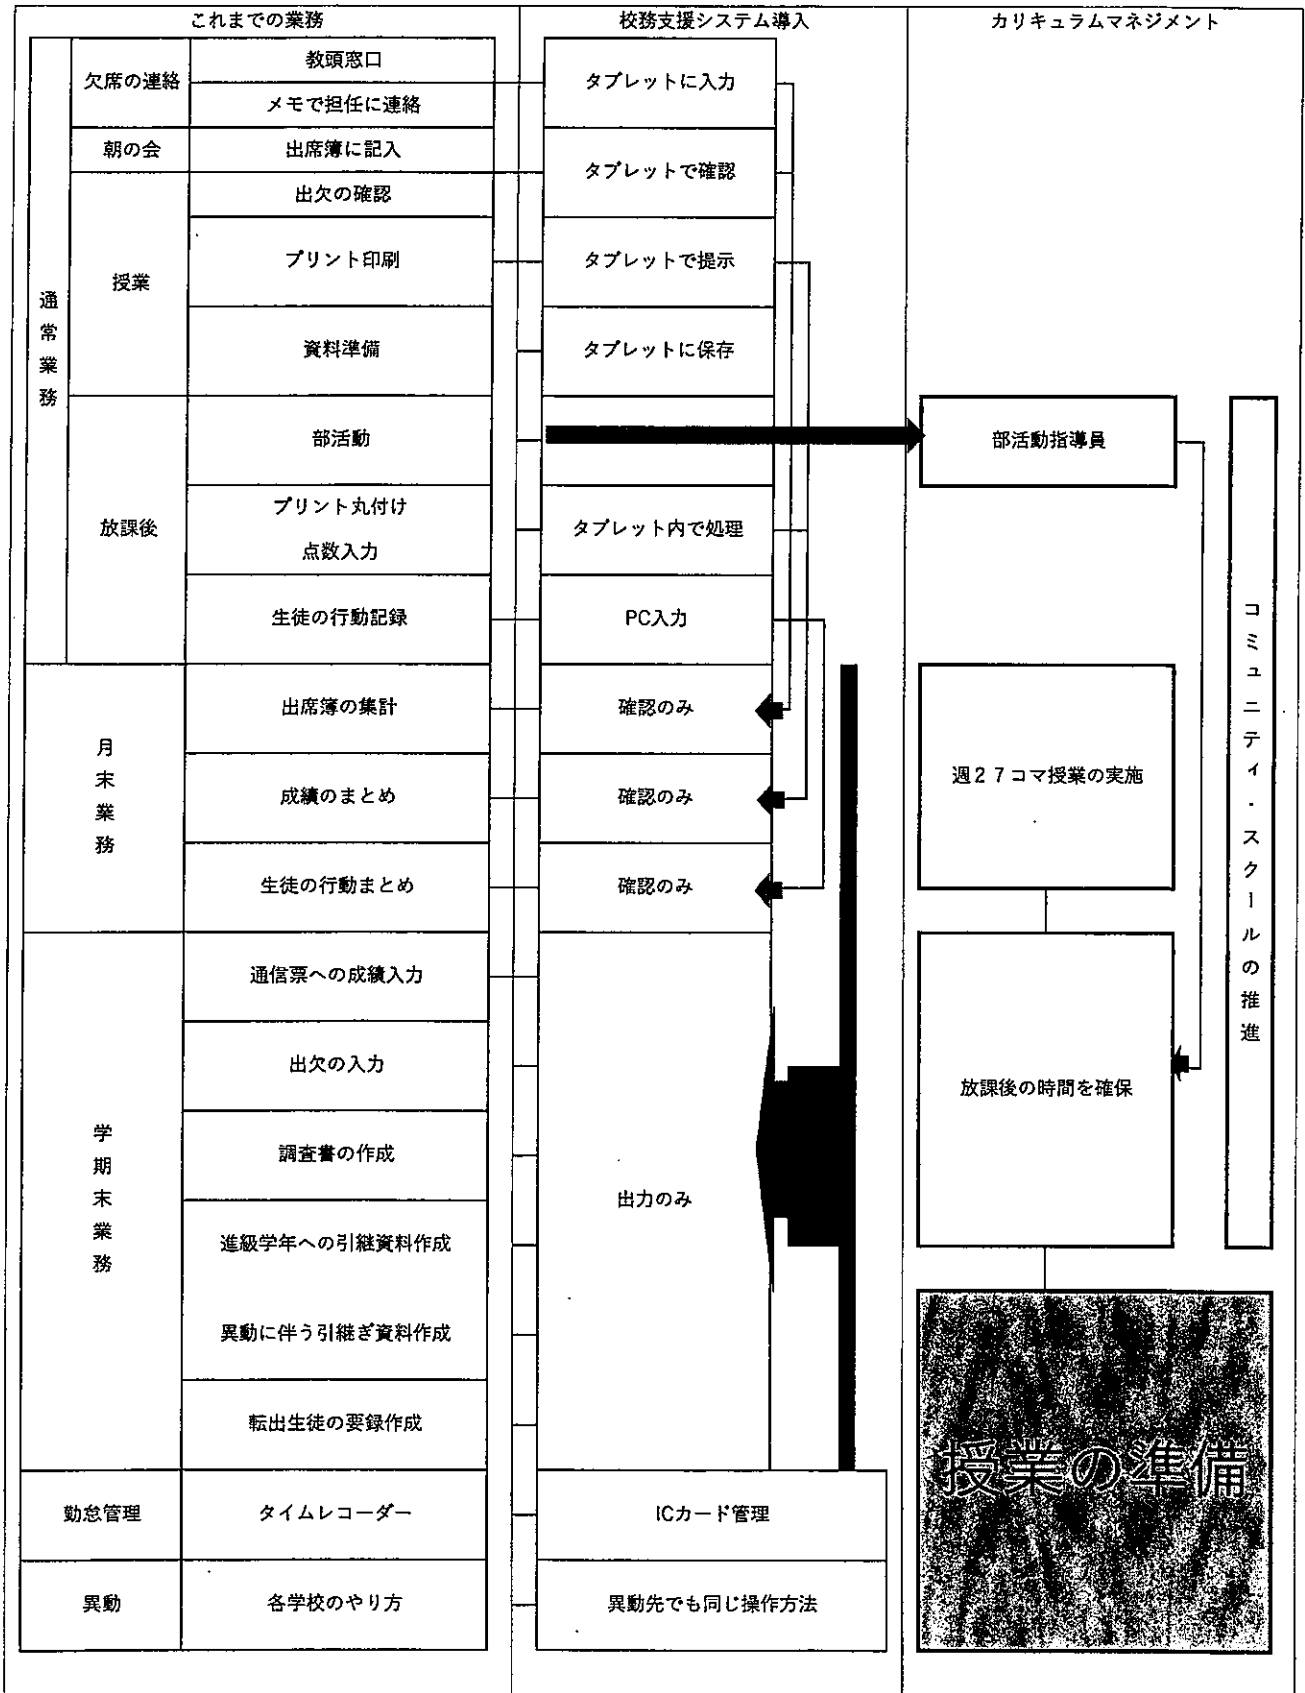 これまでの業務
校務支援システム導入
カリキュラムマネジメント
通常業務
欠席の連絡
教頭窓口
メモで担任に連絡
タブレットに入力
朝の会
出席簿に記入
タブレットで確認
授業
出欠の確認
プリント印刷
タブレットで提示
資料準備
タブレットに保存
放課後
部活動
部活動指導員
プリント丸付け
点数入力
タブレット内で処理
生徒の行動記録
PC入力
月末業務
出席簿の集計
確認のみ
成績のまとめ
確認のみ
生徒の行動まとめ
確認のみ
週27コマ授業の実施
コミュニティ・スクールの推進
学期末業務
通信票への成績入力
出欠の入力
調査書の作成
進級学年への引継資料作成
異動に伴う引継ぎ資料作成
転出生徒の要録作成
出力のみ
放課後の時間を確保
授業の準備
勤怠管理
タイムレコーダー
ICカード管理
異動
各学校のやり方
異動先でも同じ操作方法